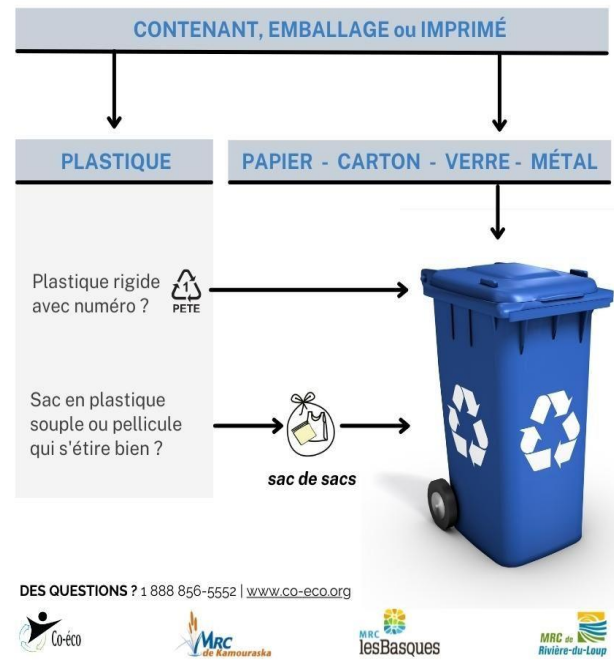 CONTENANT, EMBALLAGE ou IMPRIMÉ
PLASTIQUE
PAPIER - CARTON - VERRE - MÉTAL
Plastique rigide
avec numéro ?
1
PETE
Sac en plastique
souple ou pellicule
qui s'étire bien ?
sac de sacs
DES QUESTIONS ? 1 888 856-5552 | www.co-eco.org
Co-éco
MRC
de Kamouraska
MRC
lesBasques
MRC de
Rivière-du-Loup